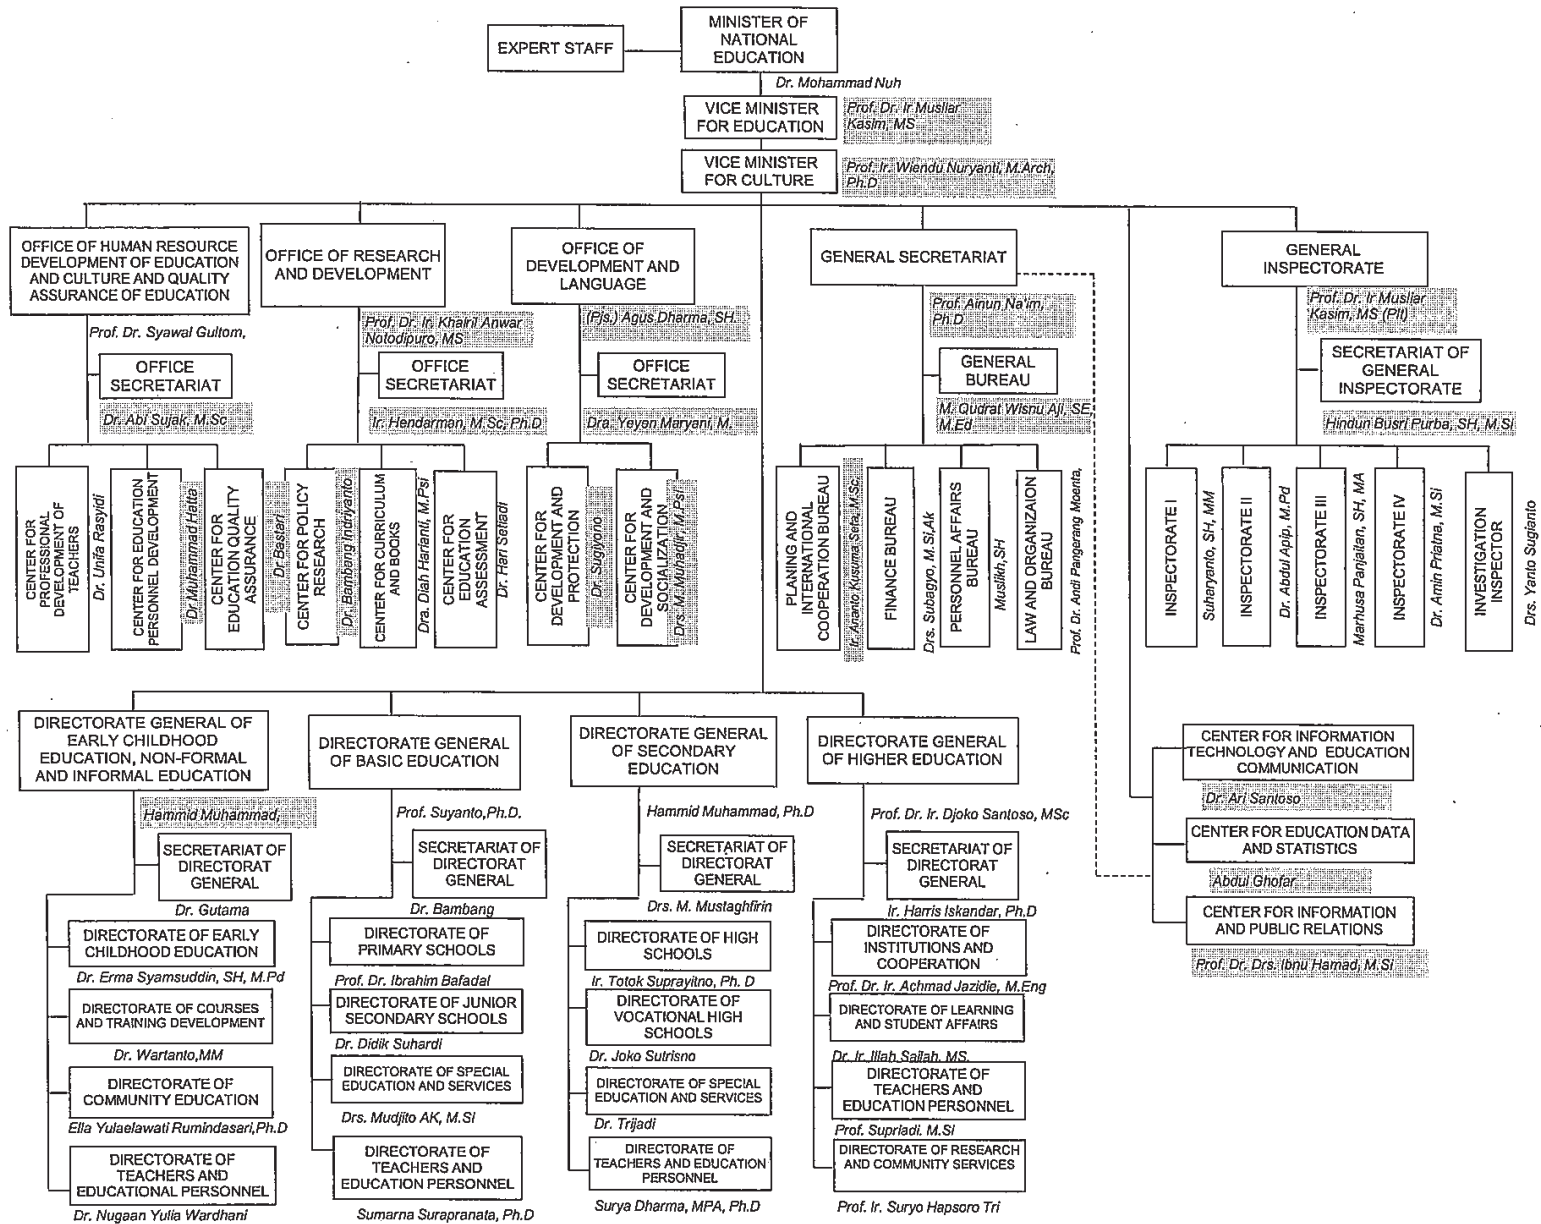 EXPERT STAFF
MINISTER OF
NATIONAL
EDUCATION
Dr. Mohammad Nuh
VICE MINISTER
FOR EDUCATION
Prof. Dr. Ir Musliar
Kasim, MS
VICE MINISTER
FOR CULTURE
Prof. Ir. Wiendu Nuryanti, M.Arch,
Ph.D
OFFICE OF HUMAN RESOURCE
DEVELOPMENT OF EDUCATION
AND CULTURE AND QUALITY
ASSURANCE OF EDUCATION
Prof. Dr. Syawal Gultom,
OFFICE
SECRETARIAT
Dr. Abi Sujak, M.Sc
CENTER FOR
PROFESSIONAL
DEVELOPMENT OF
TEACHERS
Dr. Unifa Rasyidi
CENTER FOR EDUCATION
PERSONNEL DEVELOPMENT
Dr.Muhammad Hatta
CENTER FOR
EDUCATION QUALITY
ASSURANCE
Dr.Bastari
OFFICE OF RESEARCH
AND DEVELOPMENT
Prof. Dr. Ir. Khairil Anwar
Notodipuro, MS
OFFICE
SECRETARIAT
Ir. Hendarman, M.Sc, Ph.D
CENTER FOR POLICY
RESEARCH
Dr. Bambang Indriyanto
CENTER FOR CURRICULUM
AND BOOKS
Dra. Diah Harianti, M.Psi
CENTER FOR
EDUCATION
ASSESSMENT
Dr. Hari Setiadi
OFFICE OF
DEVELOPMENT AND
LANGUAGE
(Pjs.) Agus Dharma, SH.
OFFICE
SECRETARIAT
Dra. Yeyen Maryani, M.
CENTER FOR
DEVELOPMENT AND
PROTECTION
Dr. Sugiyono
CENTER FOR
DEVELOPMENT AND
SOCIALIZATION
Drs. M. Muhadjir, M.Psi
GENERAL SECRETARIAT
Prof. Ainun Na'im,
Ph.D
GENERAL
BUREAU
M. Qudrat Wisnu Aji, SE,
M.Ed
PLANNING AND
INTERNATIONAL
COOPERATION BUREAU
Ir. Ananto Kusuma Seta, M.Sc.
FINANCE BUREAU
Drs. Subagyo, M.Si,Ak
PERSONNEL AFFAIRS
BUREAU
Muslikh,SH
LAW AND ORGANIZAION
BUREAU
Prof. Dr. Andi Pangerang Moenta,
GENERAL
INSPECTORATE
Prof. Dr. Ir Musliar
Kasim, MS (Plt)
SECRETARIAT OF
GENERAL
INSPECTORATE
Hindun Busri Purba, SH, M.Si
INSPECTORATE I
Suharyanto, SH, MM
INSPECTORATE II
Dr. Abdul Apip, M.Pd
INSPECTORATE III
Marhusa Panjaitan, SH, MA
INSPECTORATE IV
Dr. Amin Priatna, M.Si
INVESTIGATION
INSPECTOR
Drs. Yanto Sugianto
DIRECTORATE GENERAL OF
EARLY CHILDHOOD
EDUCATION, NON-FORMAL
AND INFORMAL EDUCATION
Hammid Muhammad,
SECRETARIAT OF
DIRECTORAT
GENERAL
Dr. Gutama
DIRECTORATE OF EARLY
CHILDHOOD EDUCATION
Dr. Erma Syamsuddin, SH, M.Pd
DIRECTORATE OF COURSES
AND TRAINING DEVELOPMENT
Dr. Wartanto,MM
DIRECTORATE OF
COMMUNITY EDUCATION
Ella Yulaelawati Rumindasari,Ph.D
DIRECTORATE OF
TEACHERS AND
EDUCATIONAL PERSONNEL
Dr. Nugaan Yulia Wardhani
DIRECTORATE GENERAL
OF BASIC EDUCATION
Prof. Suyanto,Ph.D.
SECRETARIAT OF
DIRECTORAT
GENERAL
Dr. Bambang
DIRECTORATE OF
PRIMARY SCHOOLS
Prof. Dr. Ibrahim Bafadal
DIRECTORATE OF JUNIOR
SECONDARY SCHOOLS
Dr. Didik Suhardi
DIRECTORATE OF SPECIAL
EDUCATION AND SERVICES
Drs. Mudjito AK, M.Si
DIRECTORATE OF
TEACHERS AND
EDUCATION PERSONNEL
Sumarna Surapranata, Ph.D
DIRECTORATE GENERAL
OF SECONDARY
EDUCATION
Hammid Muhammad, Ph.D
SECRETARIAT OF
DIRECTORAT
GENERAL
Drs. M. Mustaghfirin
DIRECTORATE OF HIGH
SCHOOLS
Ir. Totok Suprayitno, Ph. D
DIRECTORATE OF
VOCATIONAL HIGH
SCHOOLS
Dr. Joko Sutrisno
DIRECTORATE OF SPECIAL
EDUCATION AND SERVICES
Dr. Trijadi
DIRECTORATE OF
TEACHERS AND EDUCATION
PERSONNEL
Surya Dharma, MPA, Ph.D
DIRECTORATE GENERAL
OF HIGHER EDUCATION
Prof. Dr. Ir. Djoko Santoso, MSc
SECRETARIAT OF
DIRECTORAT
GENERAL
Ir. Harris Iskandar, Ph.D
DIRECTORATE OF
INSTITUTIONS AND
COOPERATION
Prof. Dr. Ir. Achmad Jazidie, M.Eng
DIRECTORATE OF LEARNING
AND STUDENT AFFAIRS
Dr. Ir. Illah Sailah, MS.
DIRECTORATE OF
TEACHERS AND
EDUCATION PERSONNEL
Prof. Supriadi. M.Si
DIRECTORATE OF RESEARCH
AND COMMUNITY SERVICES
Prof. Ir. Suryo Hapsoro Tri
CENTER FOR INFORMATION
TECHNOLOGY AND EDUCATION
COMMUNICATION
Dr. Ari Santoso
CENTER FOR EDUCATION DATA
AND STATISTICS
Abdul Ghofar
CENTER FOR INFORMATION
AND PUBLIC RELATIONS
Prof. Dr. Drs. Ibnu Hamad, M.Si